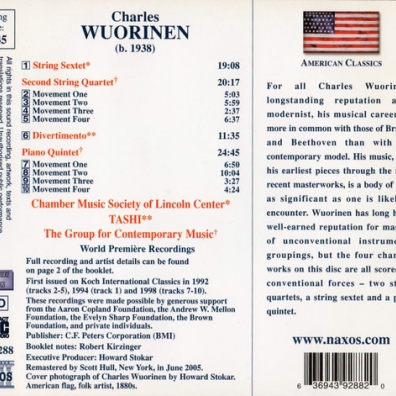 Charles
WUORINEN
(b. 1938)
1 String Sextet* 19:08
Second String Quartet† 20:17
2 Movement One 5:03
3 Movement Two 5:59
4 Movement Three 2:37
5 Movement Four 6:37
6 Divertimento** 11:35
Piano Quintet† 24:45
7 Movement One 6:50
8 Movement Two 10:04
9 Movement Three 3:27
10 Movement Four 4:24
Chamber Music Society of Lincoln Center*
TASHI**
The Group for Contemporary Music†
World Première Recordings
Full recording and artist details can be found
on page 2 of the booklet.
First issued on Koch International Classics in 1992
(tracks 2-5), 1994 (track 1) and 1998 (tracks 7-10).
These recordings were made possible by generous support
from the Aaron Copland Foundation, the Andrew W. Mellon
Foundation, the Evelyn Sharp Foundation, the Brown
Foundation, and private individuals.
Publisher: C.F. Peters Corporation (BMI)
Booklet notes: Robert Kirzinger
Executive Producer: Howard Stokar
Remastered by Scott Hull, New York, in June 2005.
Cover photograph of Charles Wuorinen by Howard Stokar.
American flag, folk artist, 1880s.
AMERICAN CLASSICS
For all Charles Wuorin
longstanding reputation a
modernist, his musical career
more in common with those of Br
and Beethoven than with
contemporary model. His music,
his earliest pieces through the
recent masterworks, is a body of
as significant as one is likely
encounter. Wuorinen has long b
well-earned reputation for mas
of unconventional instrume
groupings, but the four char
works on this disc are all score
conventional forces – two st
quartets, a string sextet and a p
quintet.
www.naxos.com
6 36943 92882 0